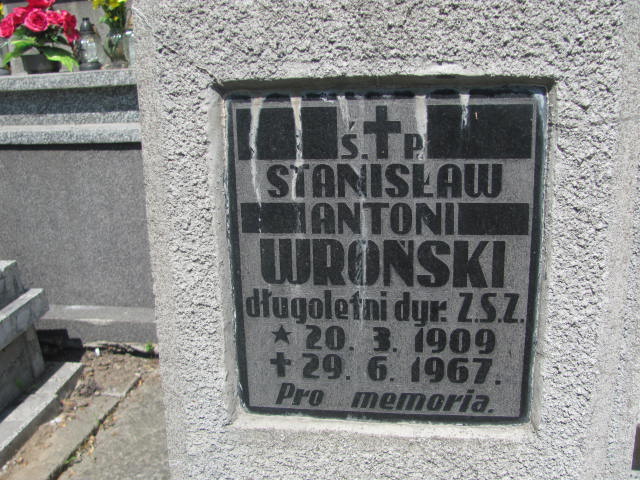 Ś. P.
STANISŁAW
ANTONI
WROŃSKI
długoletni dyr. Z.S.Z.
★ 20. 3. 1909
✝ 29. 6. 1967.
Pro memoria.